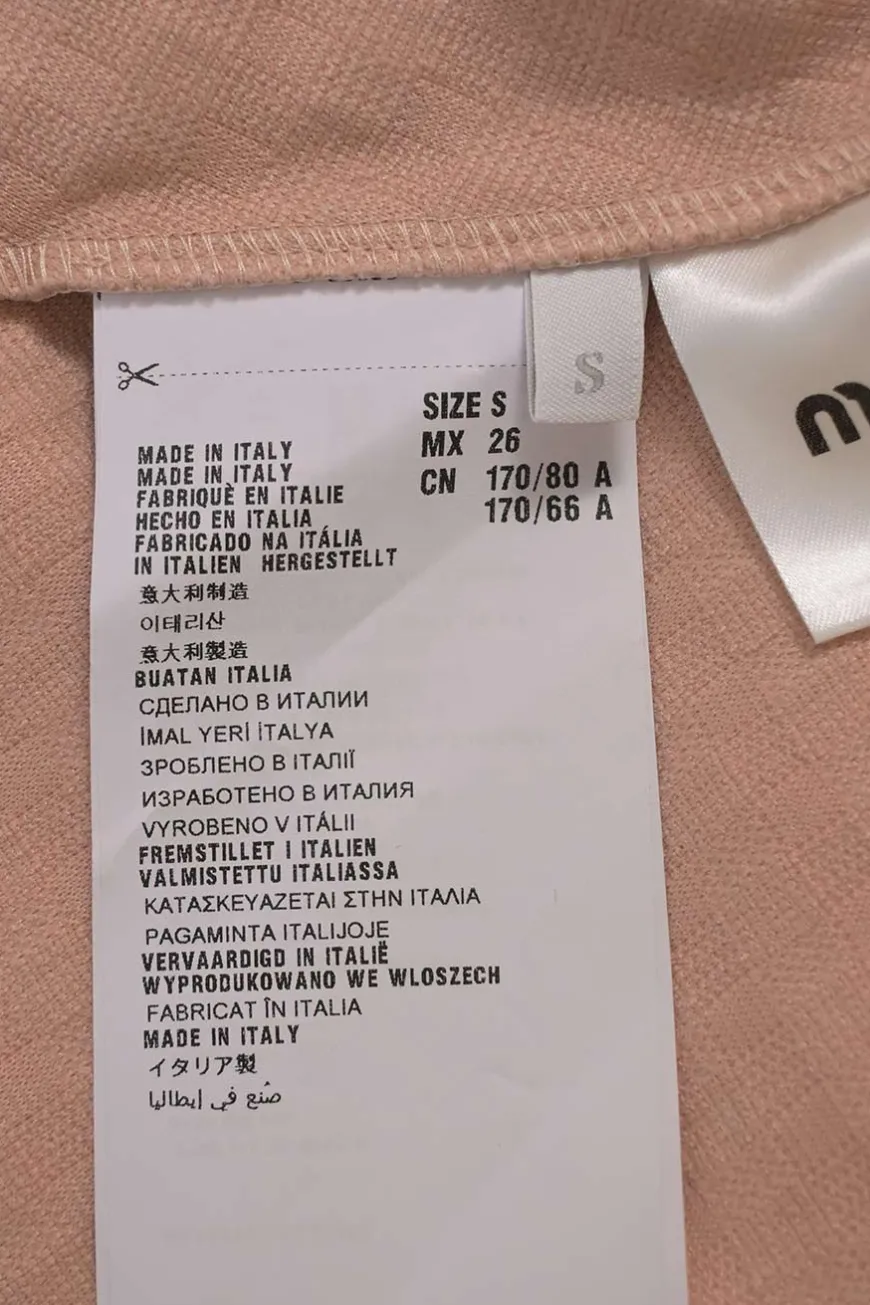 S
SIZE S
MX 26
CN 170/80 A
170/66 A
MADE IN ITALY
MADE IN ITALY
FABRIQUÈ EN ITALIE
HECHO EN ITALIA
FABRICADO NA ITÁLIA
IN ITALIEN HERGESTELLT
意大利制造
이태리산
意大利製造
BUATAN ITALIA
СДЕЛАНО В ИТАЛИИ
İMAL YERİ İTALYA
ЗРОБЛЕНО В ІТАЛІЇ
ИЗРАБОТЕНО В ИТАЛИЯ
VYROBENO V ITÁLII
FREMSTILLET I ITALIEN
VALMISTETTU ITALIASSA
ΚΑΤΑΣΚΕΥΑΖΕΤΑΙ ΣΤΗΝ ΙΤΑΛΙΑ
PAGAMINTA ITALIJOJE
VERVAARDIGD IN ITALIË
WYPRODUKOWANO WE WLOSZECH
FABRICAT ÎN ITALIA
MADE IN ITALY
イタリア製
صُنع في إيطاليا